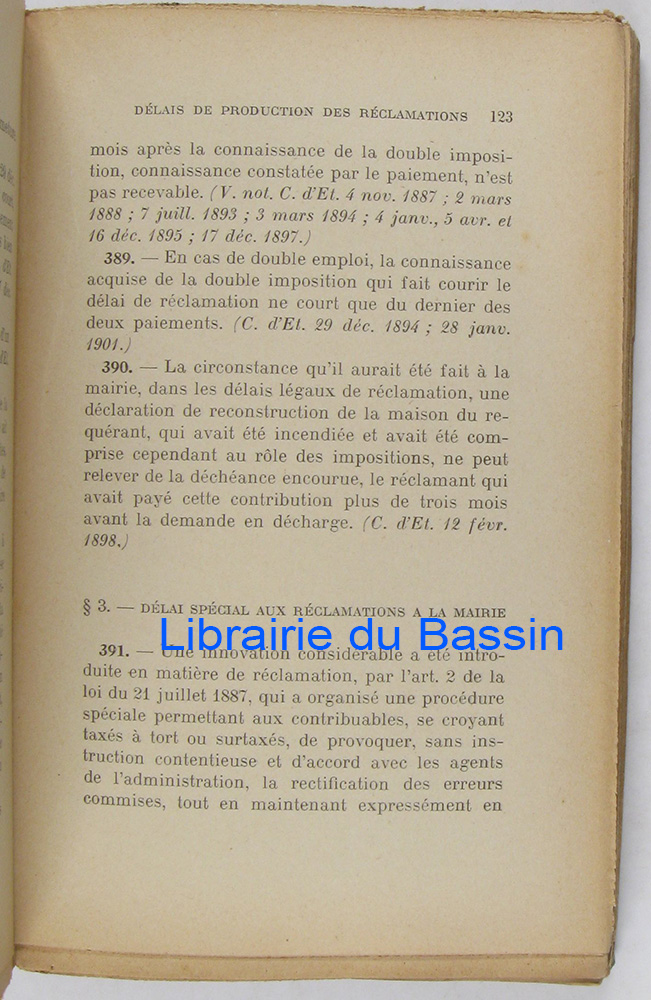 DÉLAIS DE PRODUCTION DES RÉCLAMATIONS 123
mois après la connaissance de la double imposi-
tion, connaissance constatée par le paiement, n'est
pas recevable. (V. not. C. d'Et. 4 nov. 1887 ; 2 mars
1888 ; 7 juill. 1893 ; 3 mars 1894 ; 4 janv., 5 avr. et
16 déc. 1895 ; 17 déc. 1897.)
389. — En cas de double emploi, la connaissance
acquise de la double imposition qui fait courir le
délai de réclamation ne court que du dernier des
deux paiements. (C. d'Et. 29 déc. 1894 ; 28 janv.
1901.)
390. — La circonstance qu'il aurait été fait à la
mairie, dans les délais légaux de réclamation, une
déclaration de reconstruction de la maison du re-
quérant, qui avait été incendiée et avait été com-
prise cependant au rôle des impositions, ne peut
relever de la déchéance encourue, le réclamant qui
avait payé cette contribution plus de trois mois
avant la demande en décharge. (C. d'Et. 12 févr.
1898.)
§ 3. — DÉLAI SPÉCIAL AUX RÉCLAMATIONS A LA MAIRIE
Librairie du Bassin
391. — Une innovation considérable a été intro-
duite en matière de réclamation, par l'art. 2 de la
loi du 21 juillet 1887, qui a organisé une procédure
spéciale permettant aux contribuables, se croyant
taxés à tort ou surtaxés, de provoquer, sans ins-
truction contentieuse et d'accord avec les agents
de l'administration, la rectification des erreurs
commises, tout en maintenant expressément en